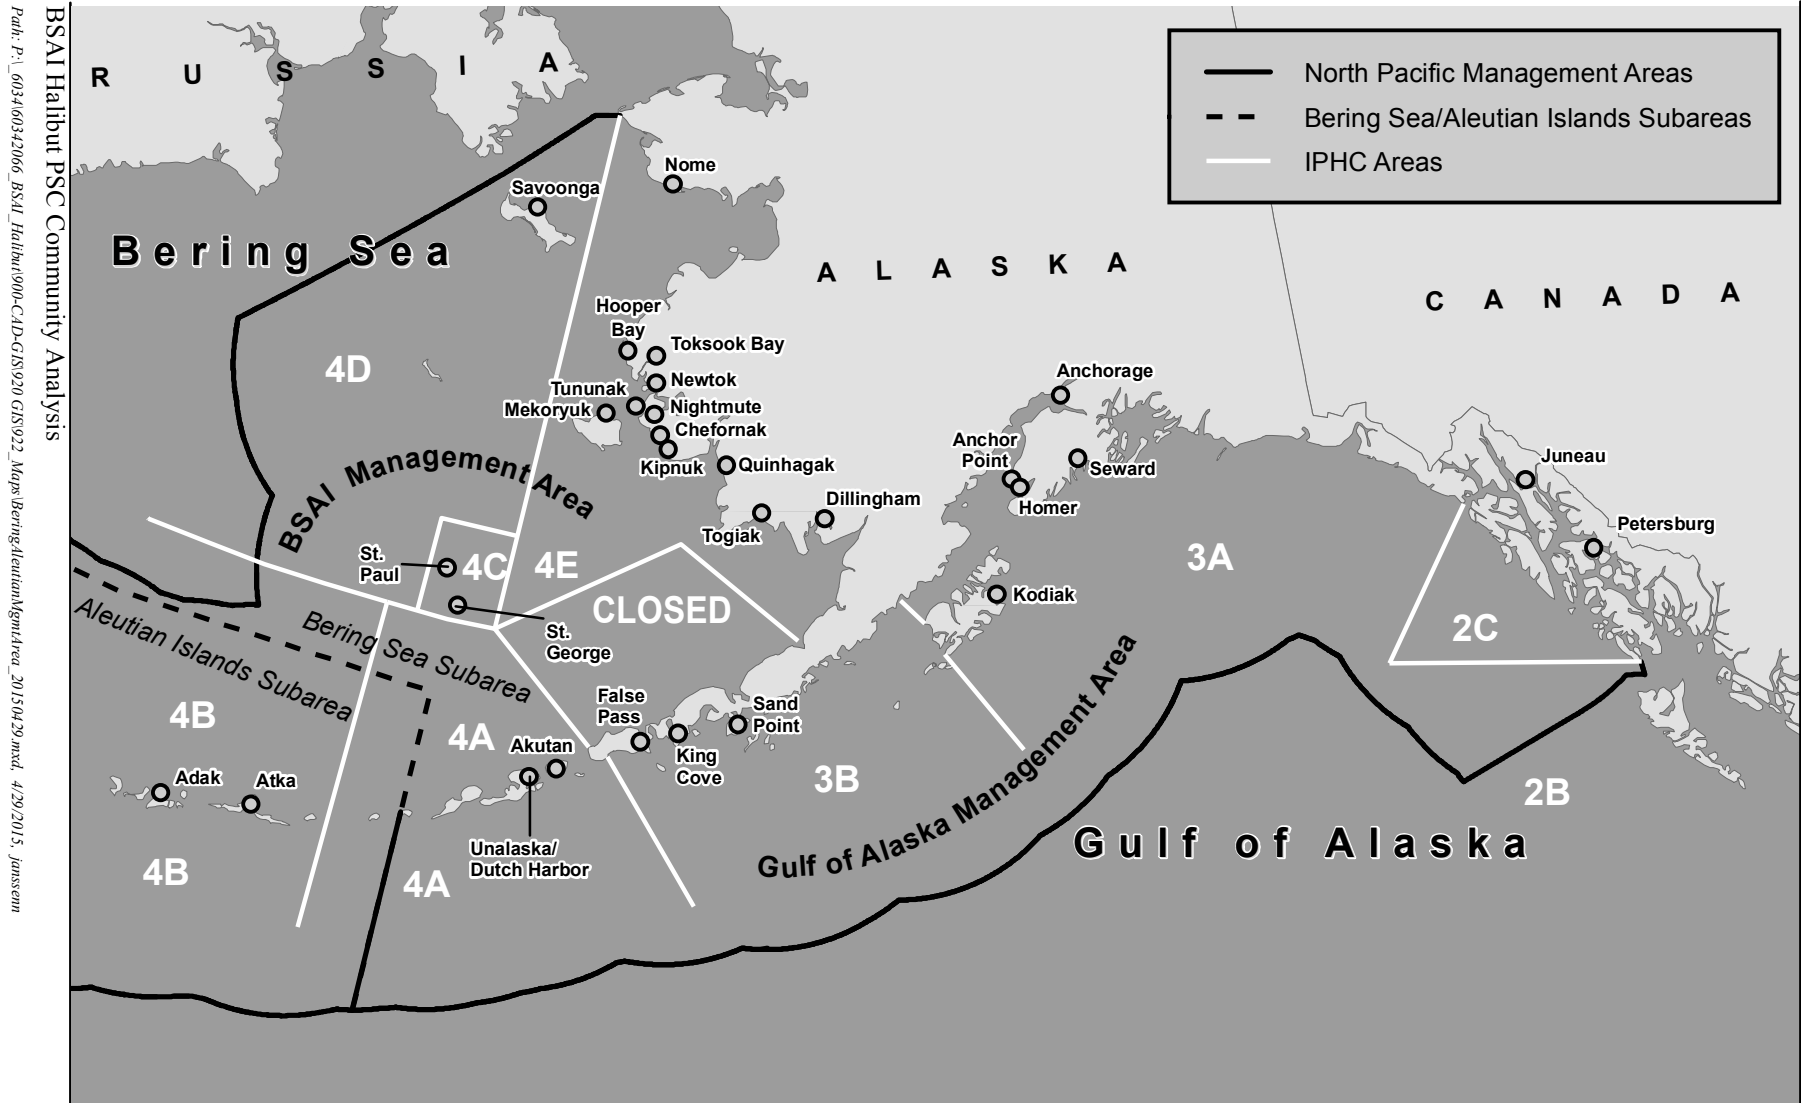 BSAI Halibut PSC Community Analysis
Path: P:\_6034\60342066_BSAI_Halibut\900-CAD-GIS\920 GIS\922_Maps\BeringAleutianMgmtArea_20150429.mxd, 4/29/2015, janssenn
North Pacific Management Areas
Bering Sea/Aleutian Islands Subareas
IPHC Areas
R U S S I A
Nome
Savoonga
Bering Sea
A L A S K A
C A N A D A
Hooper
Bay
Toksook Bay
4D
Newtok
Tununak
Mekoryuk
Nightmute
Chefornak
Kipnuk
Quinhagak
Anchorage
Anchor
Point
Seward
Homer
Juneau
Petersburg
BSAI Management Area
Dillingham
Togiak
St.
Paul
4C
4E
3A
CLOSED
Kodiak
2C
St.
George
Aleutian Islands Subarea
Bering Sea Subarea
4B
4A
False
Pass
Sand
Point
King
Cove
Akutan
Adak
Atka
3B
2B
Unalaska/
Dutch Harbor
4B
4A
Gulf of Alaska Management Area
Gulf of Alaska